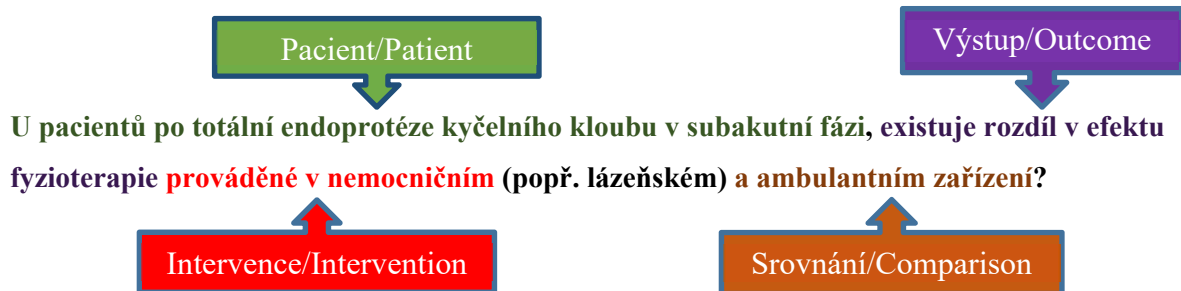 Pacient/Patient
Výstup/Outcome
U pacientů po totální endoprotéze kyčelního kloubu v subakutní fázi, existuje rozdíl v efektu
fyzioterapie prováděné v nemocničním (popř. lázeňském) a ambulantním zařízení?
Intervence/Intervention
Srovnání/Comparison